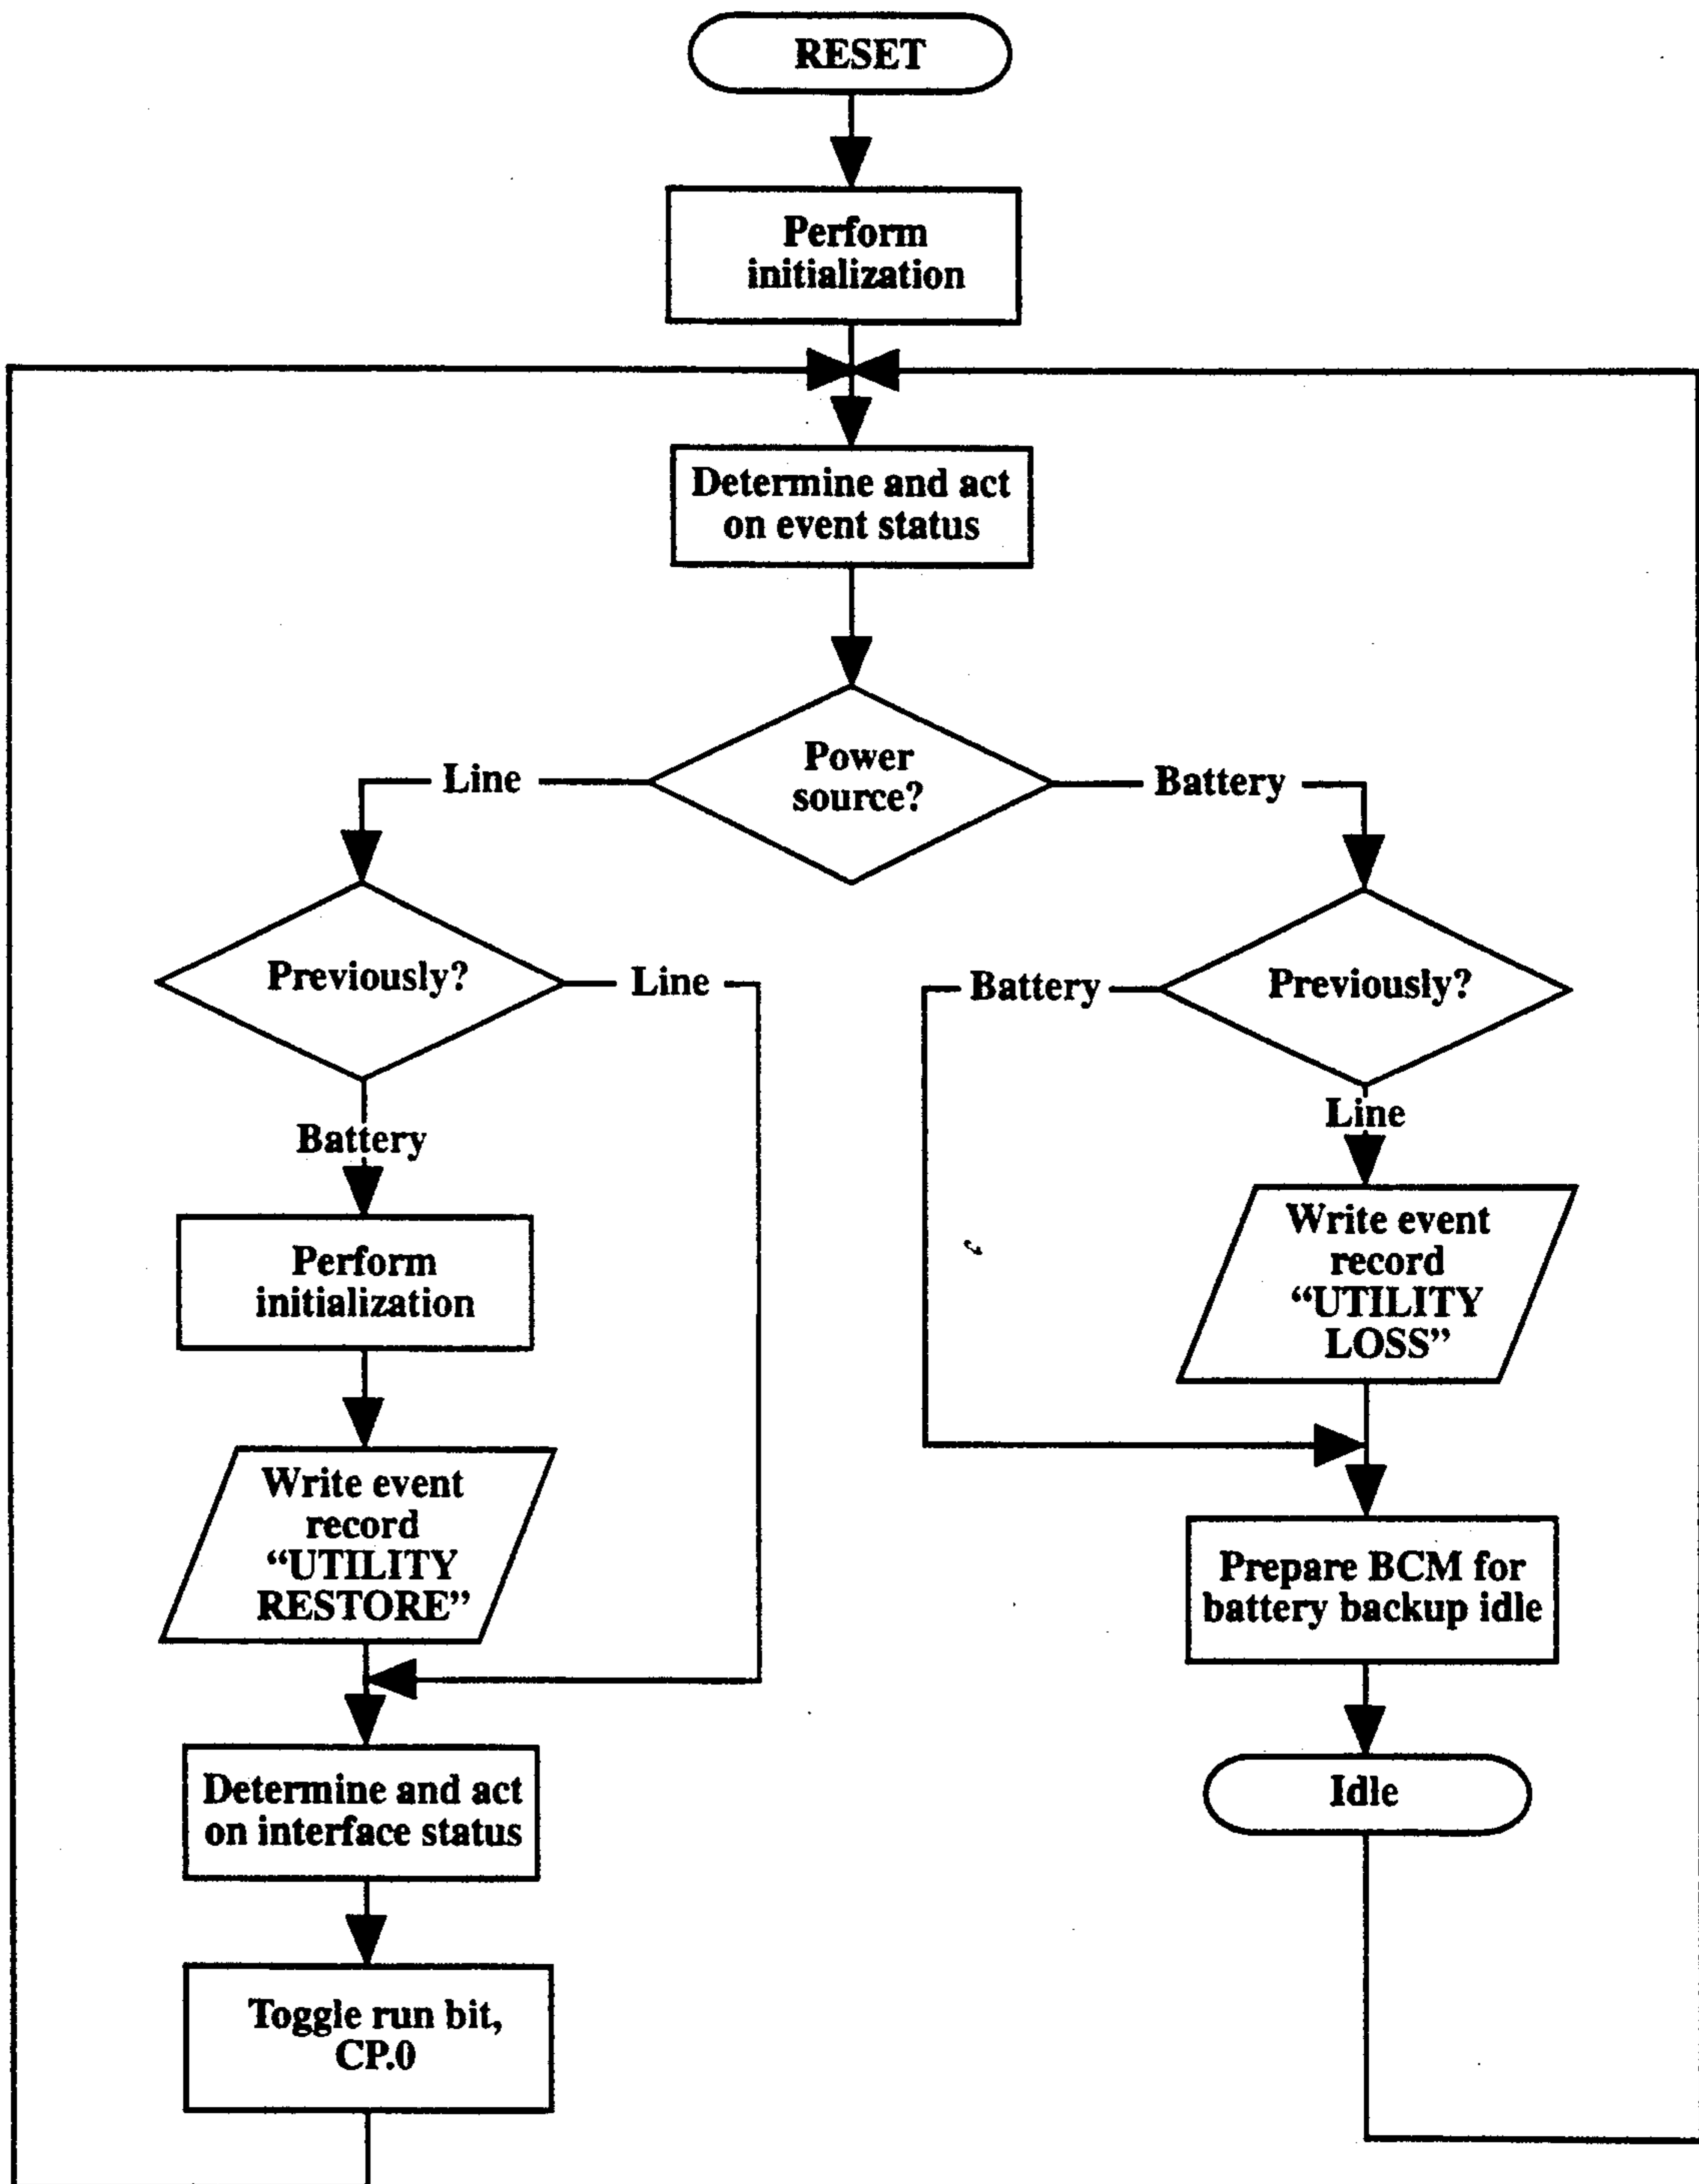 RESET
Perform
initialization
Determine and act
on event status
Power
source?
Line
Battery
Previously?
Line
Battery
Previously?
Battery
Line
Perform
initialization
Write event
record
“UTILITY
LOSS”
Write event
record
“UTILITY
RESTORE”
Prepare BCM for
battery backup idle
Determine and act
on interface status
Idle
Toggle run bit,
CP.0